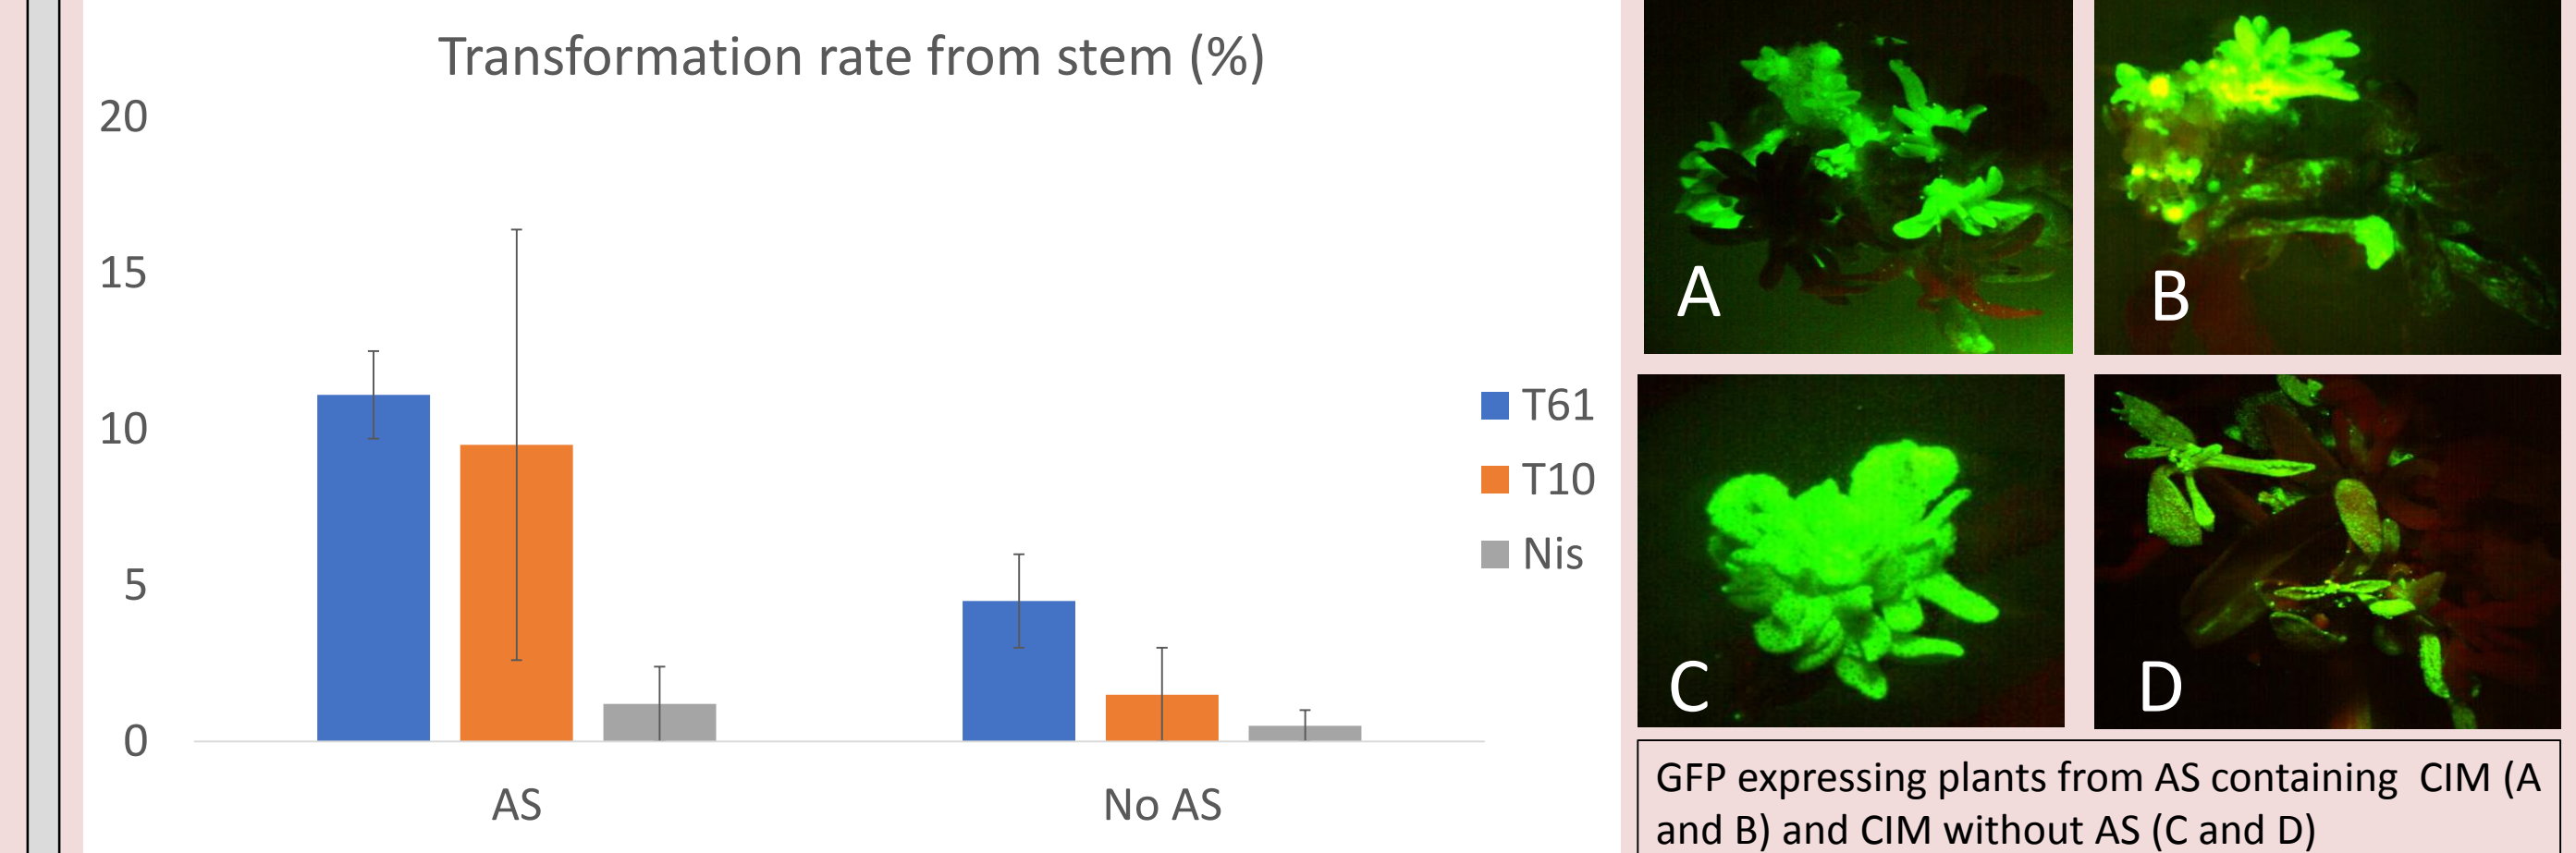 Transformation rate from stem (%)
20
15
10
5
0
AS
No AS
T61
T10
Nis
A
B
C
D
GFP expressing plants from AS containing  CIM (A
and B) and CIM without AS (C and D)